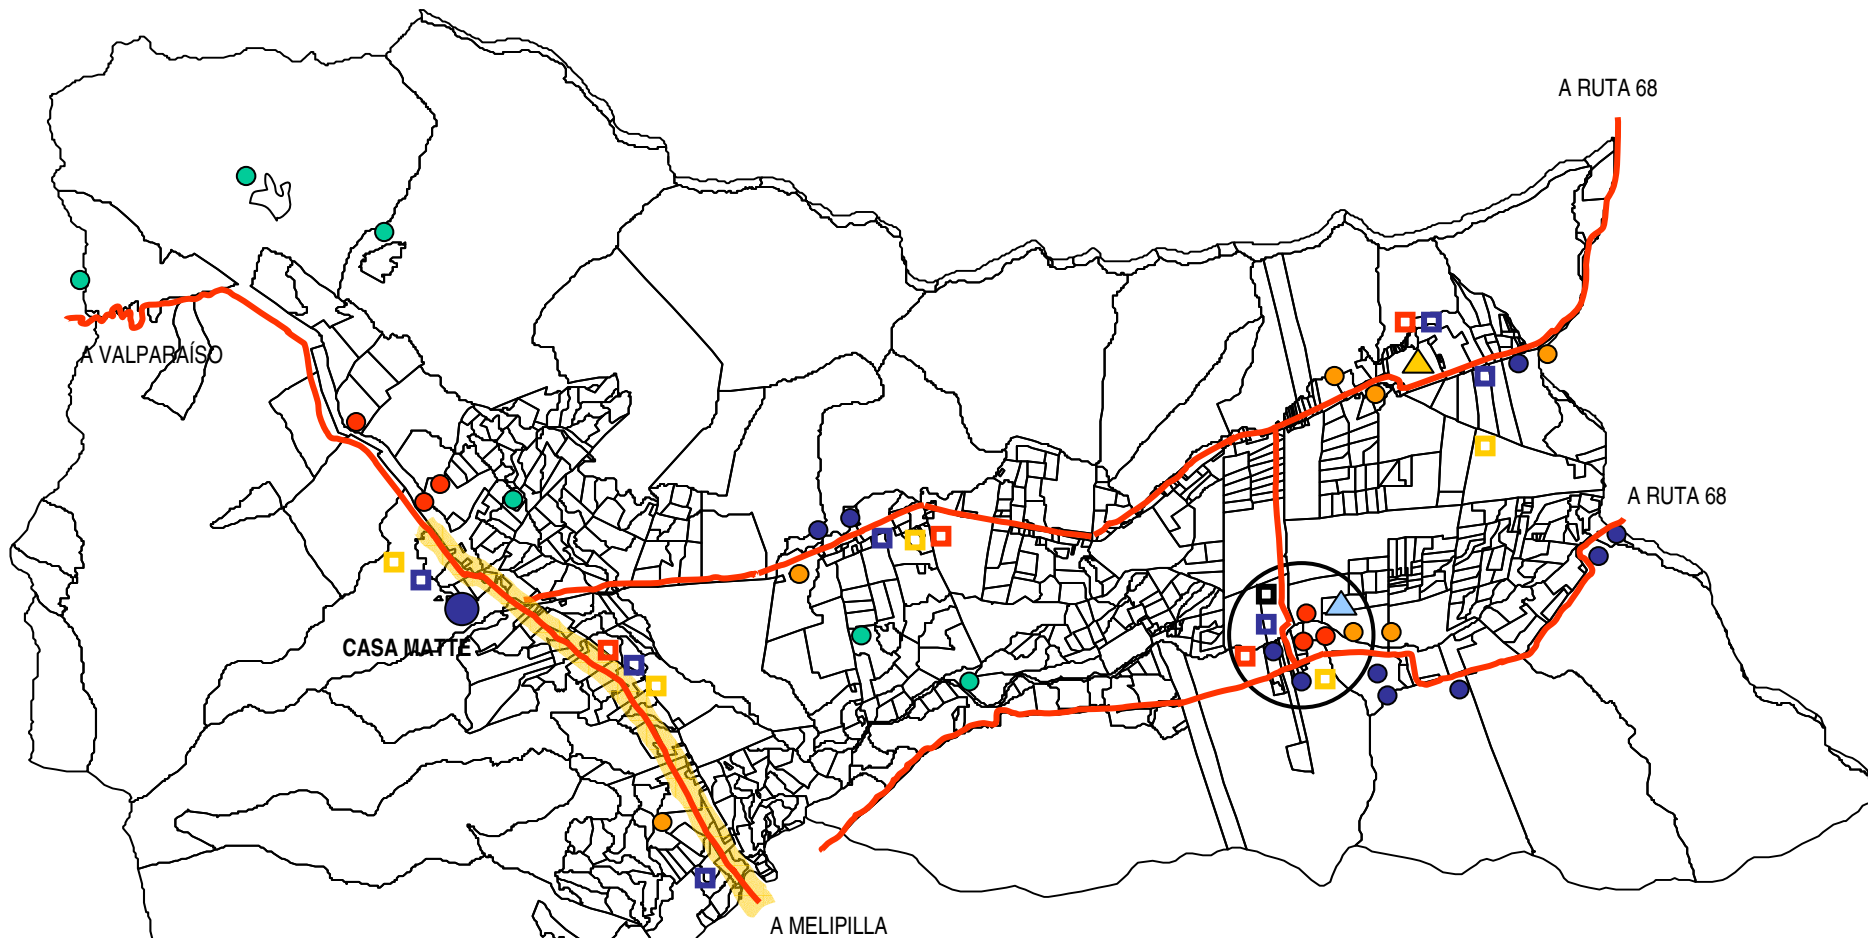 A RUTA 68
A VALPARAÍSO
A RUTA 68
CASA MATTE
A MELIPILLA